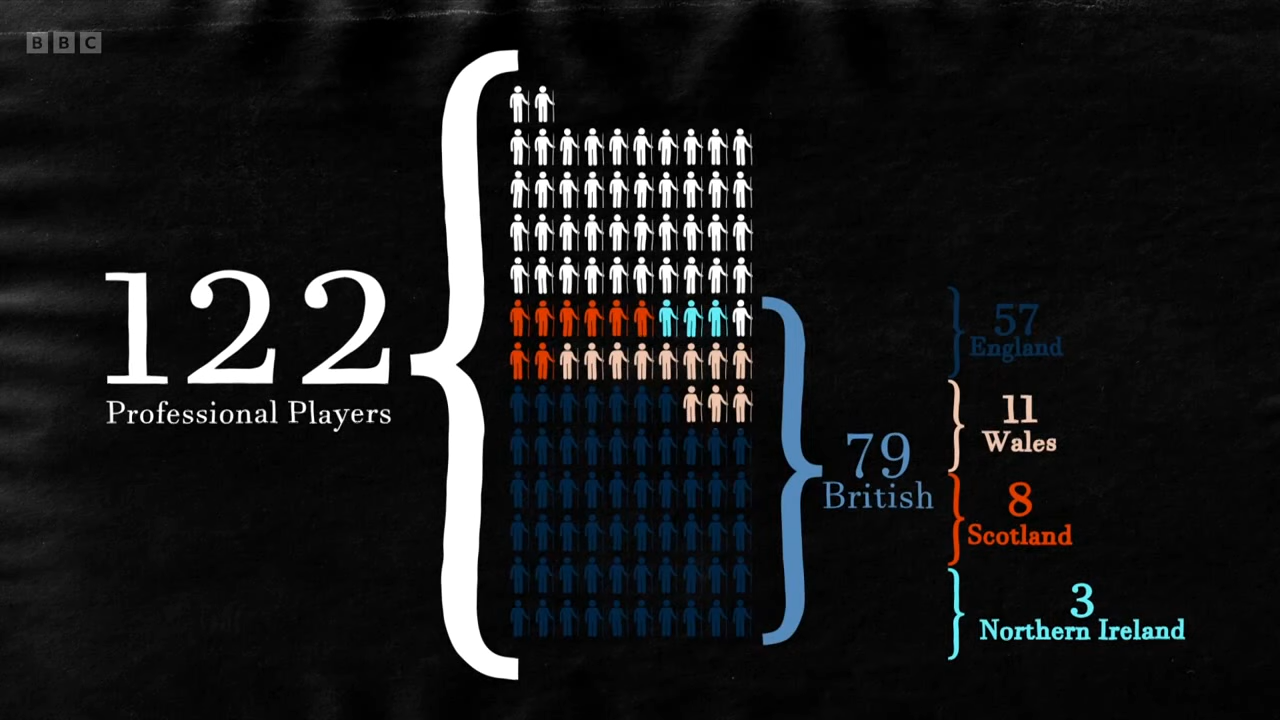 BBC
122
Professional Players
79
British
57
England
11
Wales
8
Scotland
3
Northern Ireland